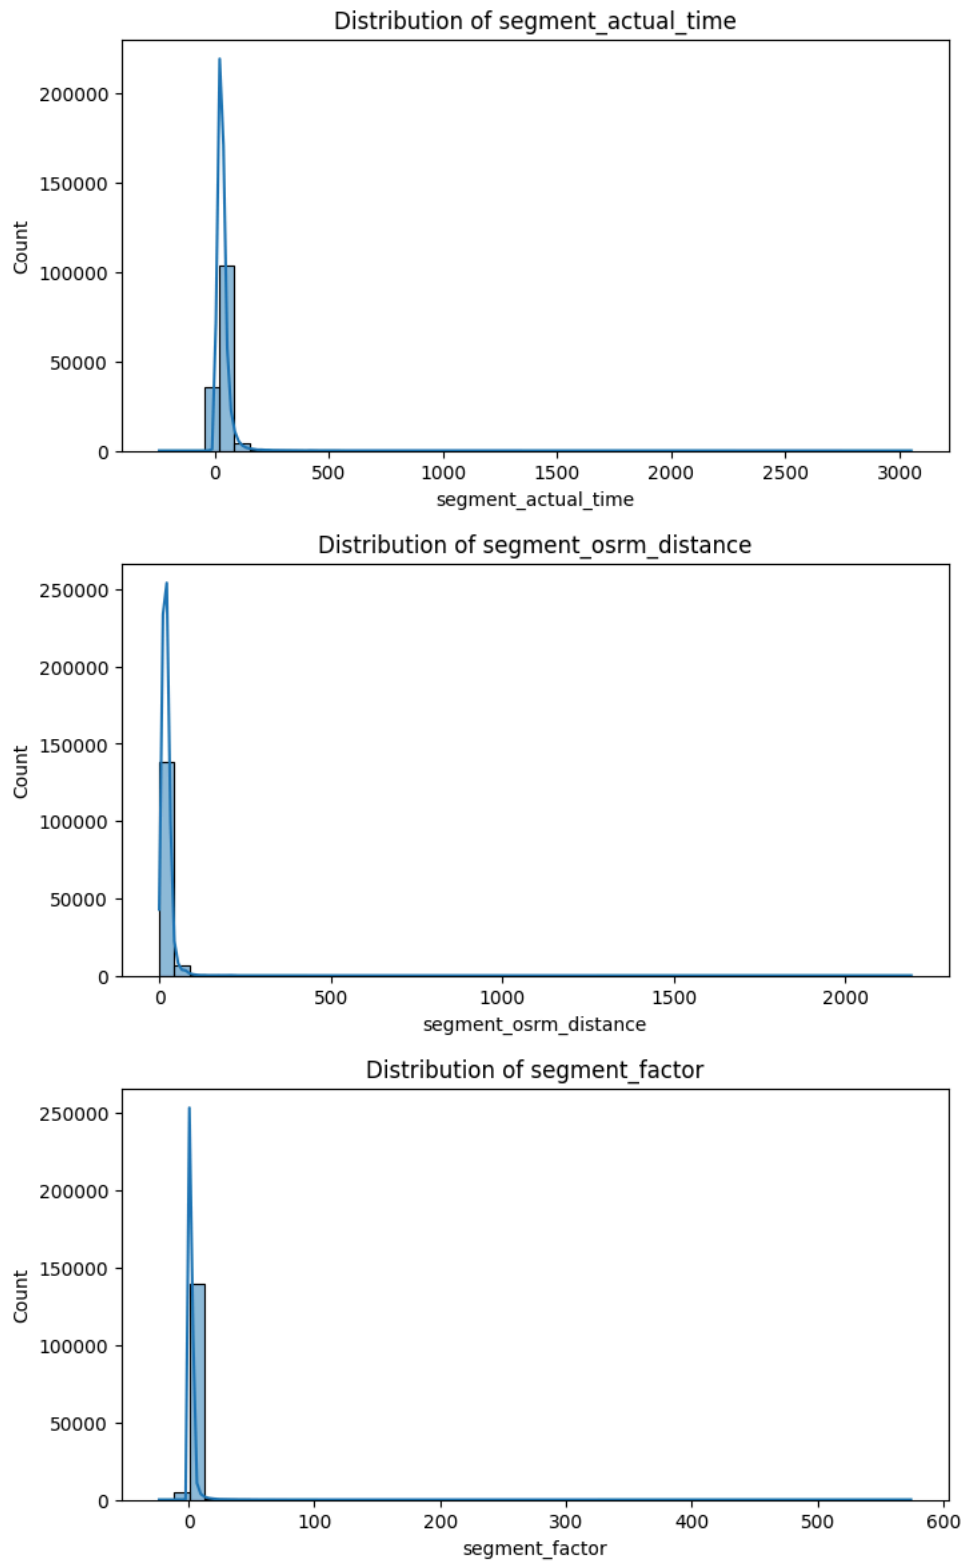 Distribution of segment_actual_time
200000
150000
100000
50000
0
Count
0 500 1000 1500 2000 2500 3000
segment_actual_time
Distribution of segment_osrm_distance
250000
200000
150000
100000
50000
0
Count
0 500 1000 1500 2000
segment_osrm_distance
Distribution of segment_factor
250000
200000
150000
100000
50000
0
Count
0 100 200 300 400 500 600
segment_factor